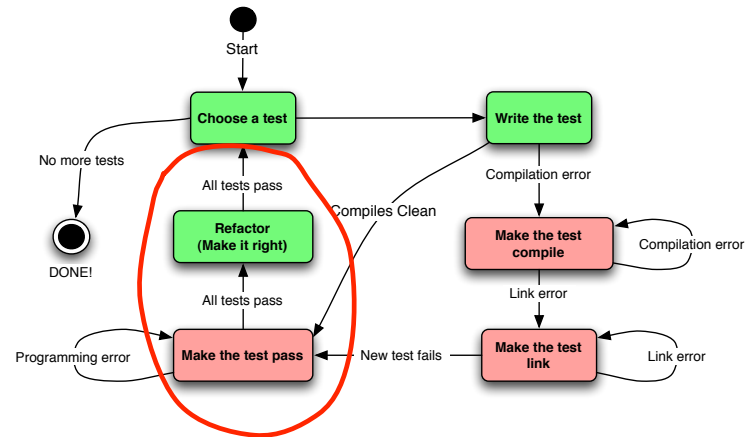 Start
Choose a test
Write the test
No more tests
All tests pass
Compilation error
Compiles Clean
Refactor
(Make it right)
Make the test
compile
Compilation error
DONE!
All tests pass
Link error
Programming error
Make the test pass
New test fails
Make the test
link
Link error